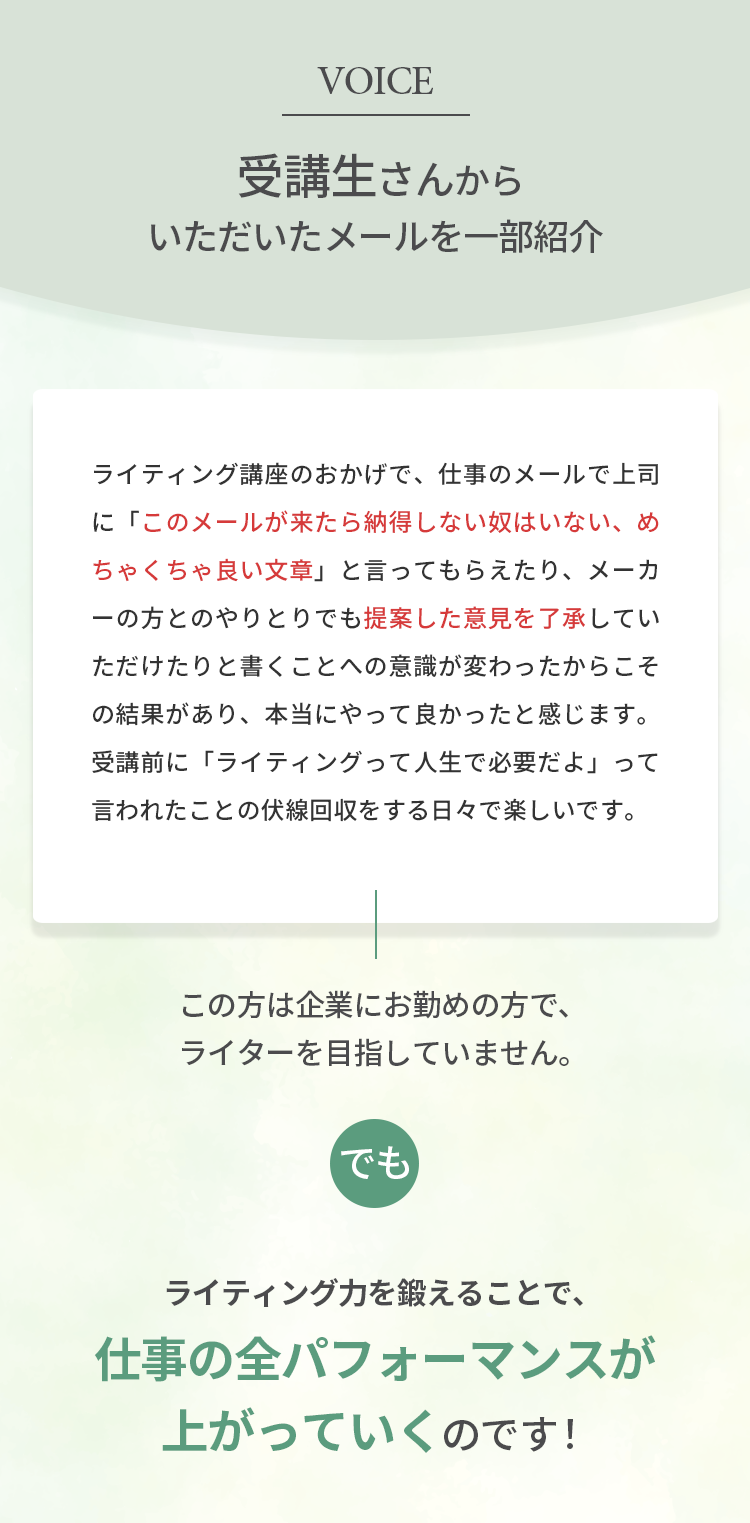 VOICE
受講生さんから
いただいたメールを一部紹介
ライティング講座のおかげで、仕事のメールで上司
に「このメールが来たら納得しない奴はいない、め
ちゃくちゃ良い文章」と言ってもらえたり、メーカ
ーの方とのやりとりでも提案した意見を了承してい
ただけたりと書くことへの意識が変わったからこそ
の結果があり、本当にやって良かったと感じます。
受講前に「ライティングって人生で必要だよ」って
言われたことの伏線回収をする日々で楽しいです。
この方は企業にお勤めの方で、
ライターを目指していません。
でも
ライティング力を鍛えることで、
仕事の全パフォーマンスが
上がっていくのです！